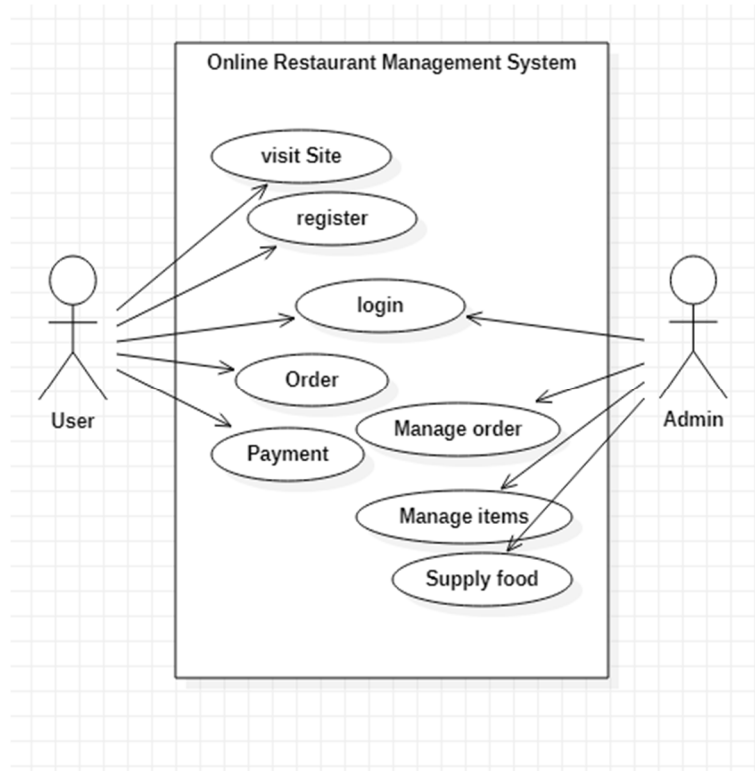 Online Restaurant Management System
visit Site
register
login
Order
Manage order
Payment
Manage items
Supply food
User
Admin